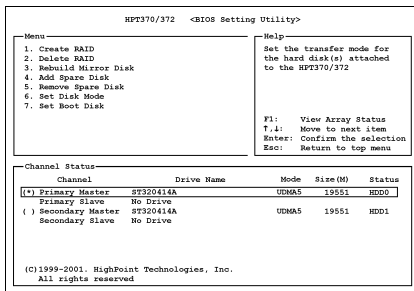 HPT370/372 <BIOS Setting Utility>
Menu
1. Create RAID
2. Delete RAID
3. Rebuild Mirror Disk
4. Add Spare Disk
5. Remove Spare Disk
6. Set Disk Mode
7. Set Boot Disk
Help
Set the transfer mode for
the hard disk(s) attached
to the HPT370/372
F1: View Array Status
↑,↓: Move to next item
Enter: Confirm the selection
Esc: Return to top menu
Channel Status
Channel Drive Name Mode Size(M) Status
(*) Primary Master ST320414A UDMA5 19551 HDD0
Primary Slave No Drive
( ) Secondary Master ST320414A UDMA5 19551 HDD1
Secondary Slave No Drive
(C)1999-2001. HighPoint Technologies, Inc.
All rights reserved